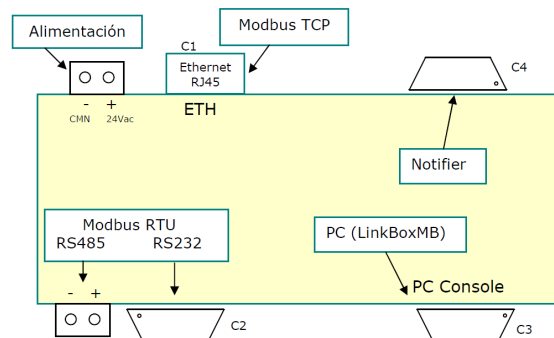 Alimentación
C1
Modbus TCP
Ethernet
RJ45
C4
- +
CMN 24Vac
ETH
Notifier
Modbus RTU
RS485 RS232
PC (LinkBoxMB)
- +
PC Console
C2
C3